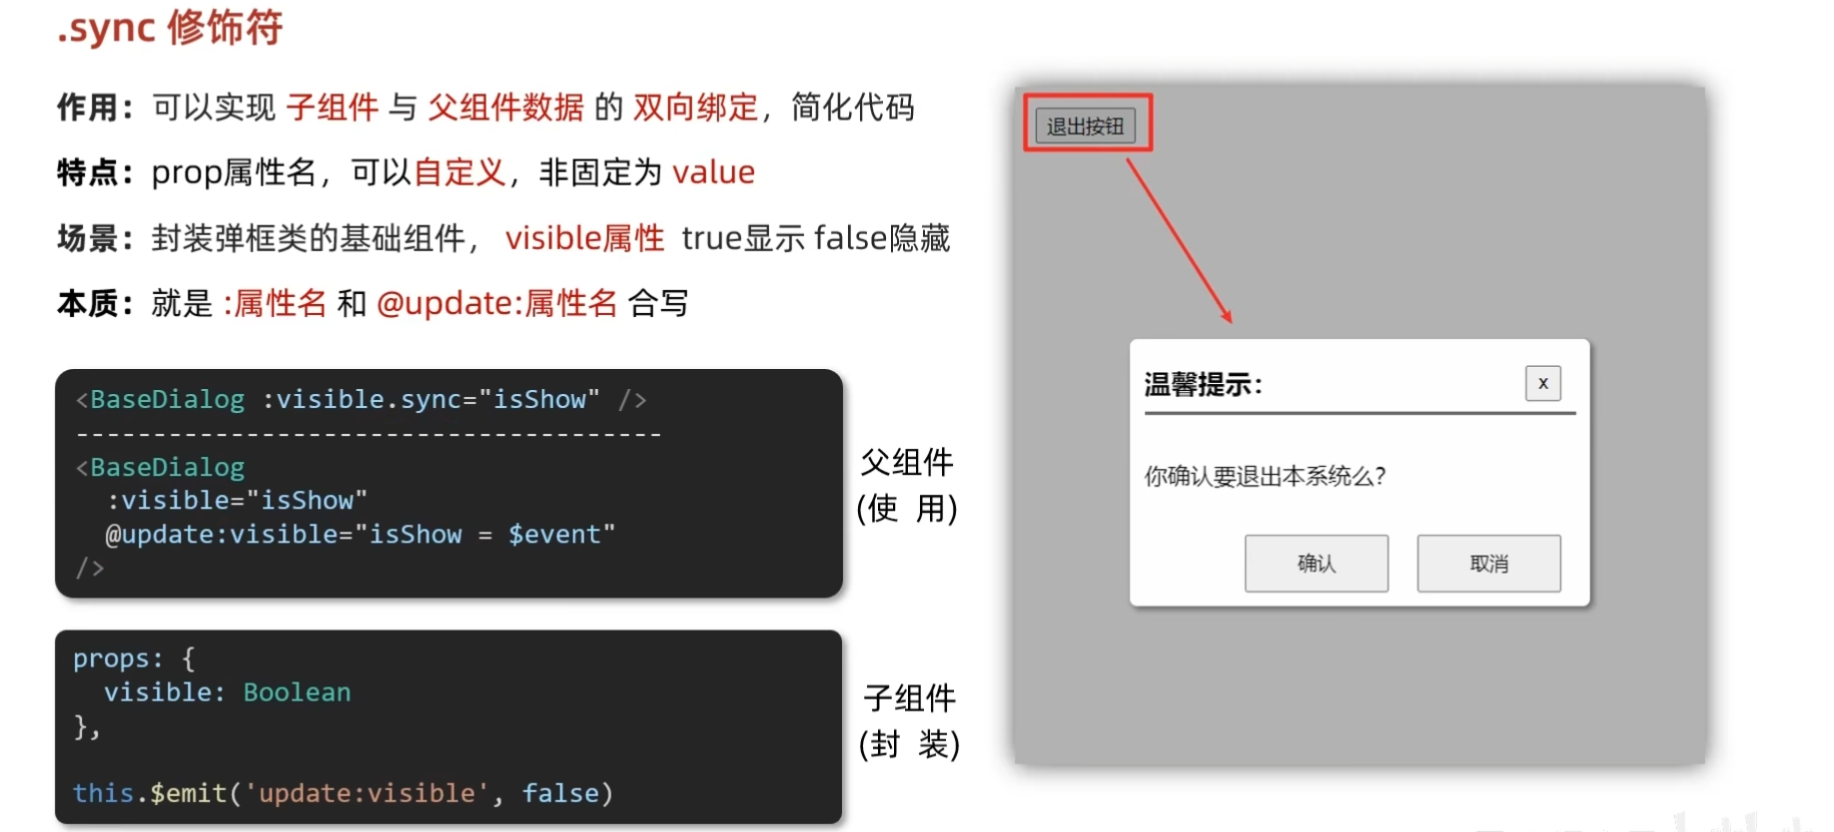 .sync 修饰符
作用：可以实现 子组件 与 父组件数据 的 双向绑定，简化代码
特点：prop属性名，可以自定义，非固定为 value
场景：封装弹框类的基础组件， visible属性 true显示 false隐藏
本质：就是 :属性名 和 @update:属性名 合写
<BaseDialog :visible.sync="isShow" />
--------------------------------------
<BaseDialog
:visible="isShow"
@update:visible="isShow = $event"
/>
父组件
(使 用)
props: {
visible: Boolean
},
this.$emit('update:visible', false)
子组件
(封 装)
退出按钮
温馨提示：
x
你确认要退出本系统么？
确认
取消